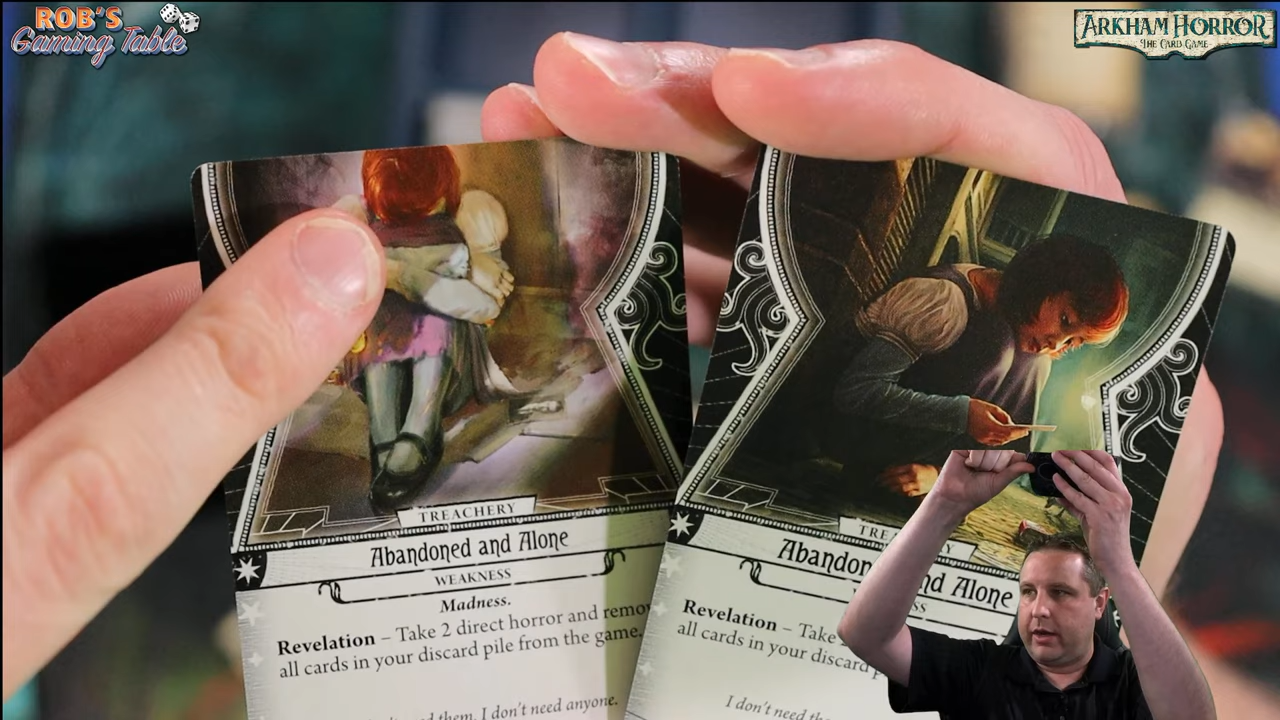 ROB'S
Gaming Table
ARKHAM HORROR
THE CARD GAME
TREACHERY
Abandoned and Alone
WEAKNESS
Madness.
Revelation – Take 2 direct horror and remov
all cards in your discard pile from the game.
d them. I don't need anyone.
Abandon nd Alone
Revelation – Take
all cards in your discard p
I don't need